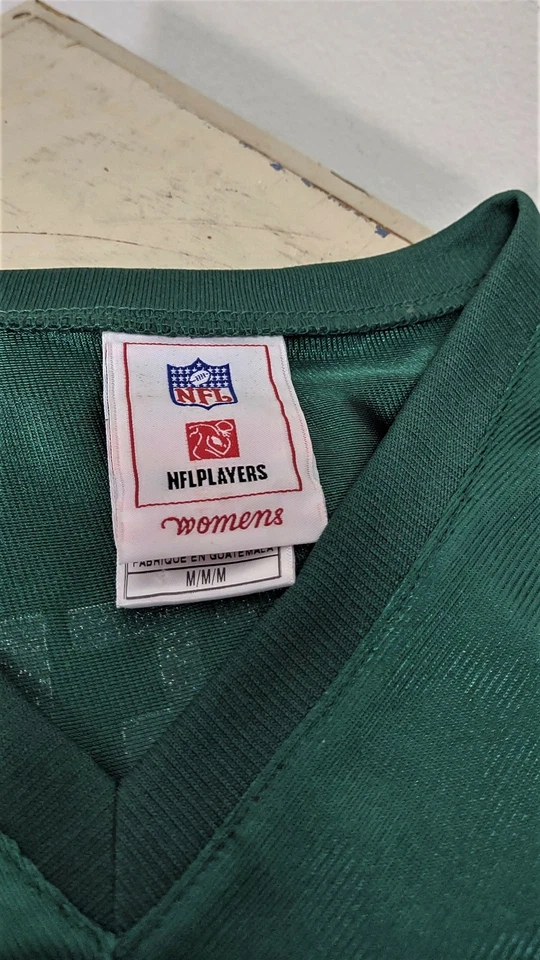 NFL
NFLPLAYERS
womens
FABRIQUE EN GUATEMALA
M/M/M